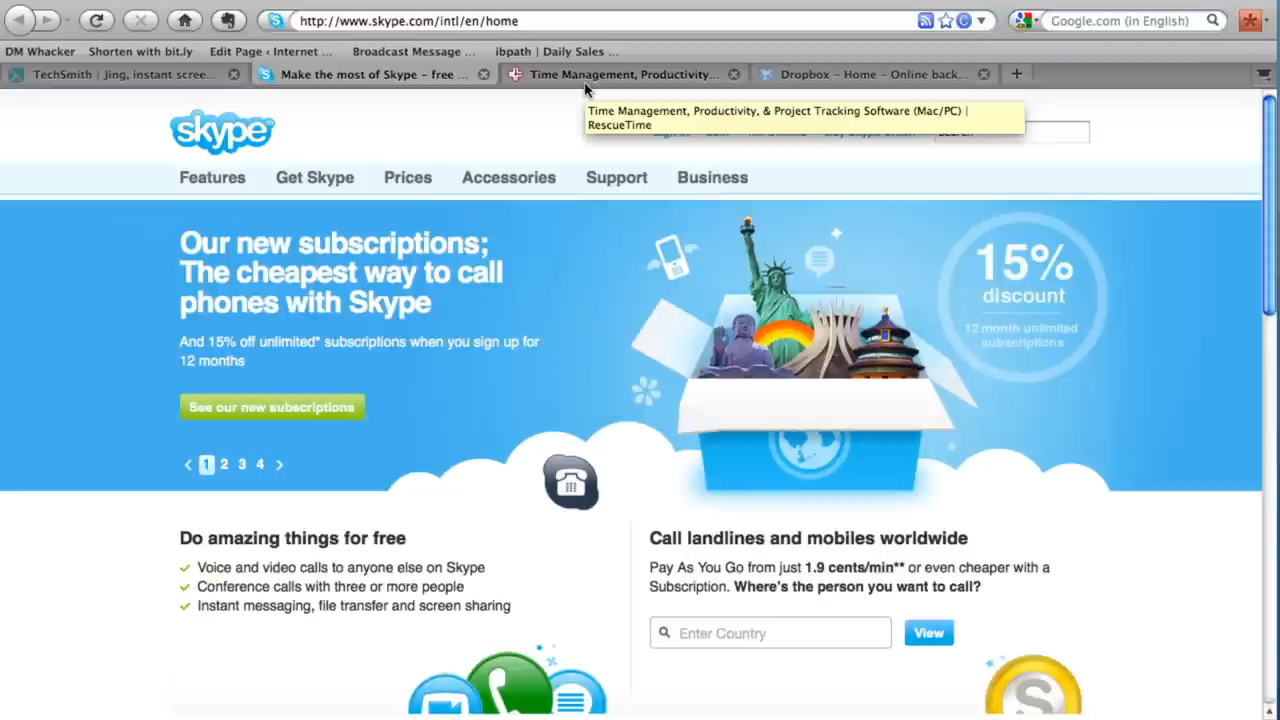 http://www.skype.com/intl/en/home
Google.com (in English)
DM Whacker
Shorten with bit.ly
Edit Page ‹ Internet ...
Broadcast Message ...
ibpath | Daily Sales ...
TechSmith | Jing, instant scree...
Make the most of Skype – free ...
Time Management, Productivity...
Dropbox – Home – Online back...
Time Management, Productivity, & Project Tracking Software (Mac/PC) |
RescueTime
skype
Features
Get Skype
Prices
Accessories
Support
Business
Our new subscriptions;
The cheapest way to call
phones with Skype
And 15% off unlimited* subscriptions when you sign up for
12 months
See our new subscriptions
1 2 3 4
15%
discount
12 month unlimited
subscriptions
Do amazing things for free
Voice and video calls to anyone else on Skype
Conference calls with three or more people
Instant messaging, file transfer and screen sharing
Call landlines and mobiles worldwide
Pay As You Go from just 1.9 cents/min** or even cheaper with a
Subscription. Where's the person you want to call?
Enter Country
View